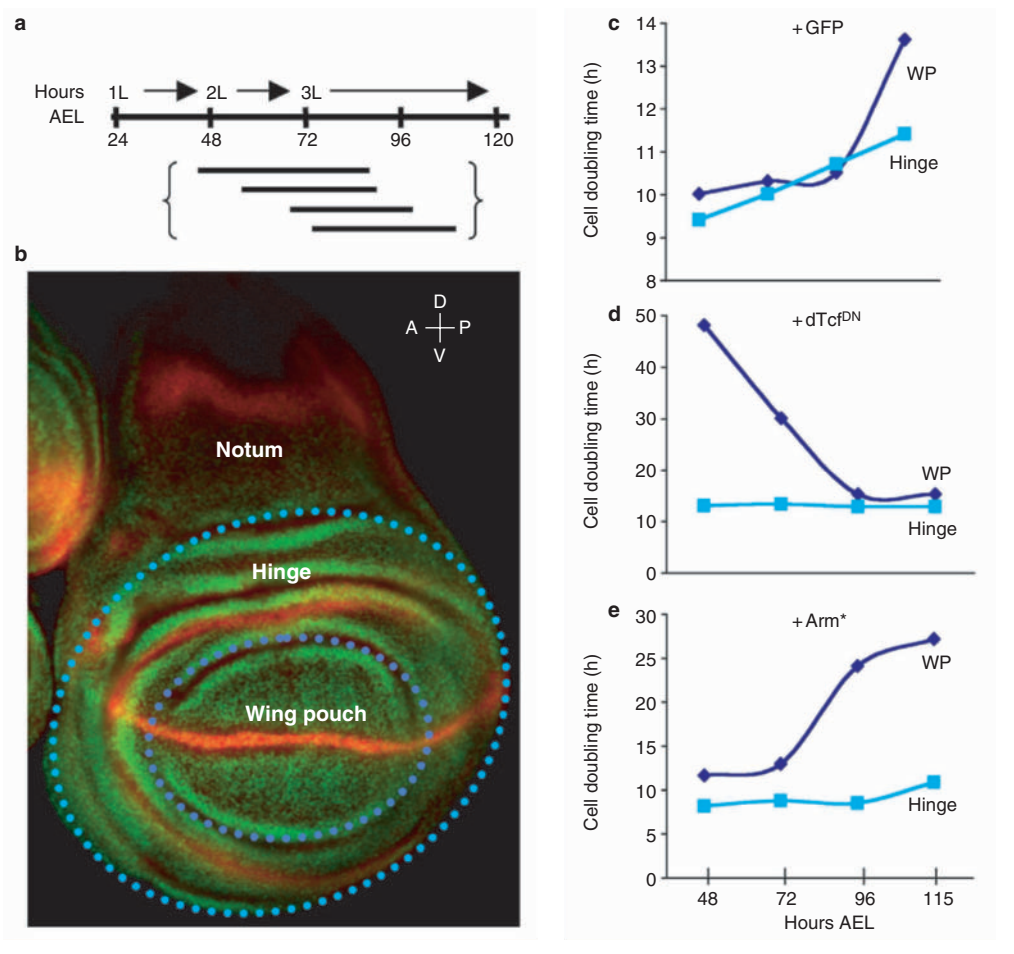 a
Hours 1L 2L 3L
AEL
24 48 72 96 120
b
D
A P
V
Notum
Hinge
Wing pouch
c
+GFP
Cell doubling time (h)
14
13
12
11
10
9
8
WP
Hinge
d
+dTcfDN
Cell doubling time (h)
50
40
30
20
10
0
WP
Hinge
e
+Arm*
Cell doubling time (h)
30
25
20
15
10
5
0
WP
Hinge
48 72 96 115
Hours AEL